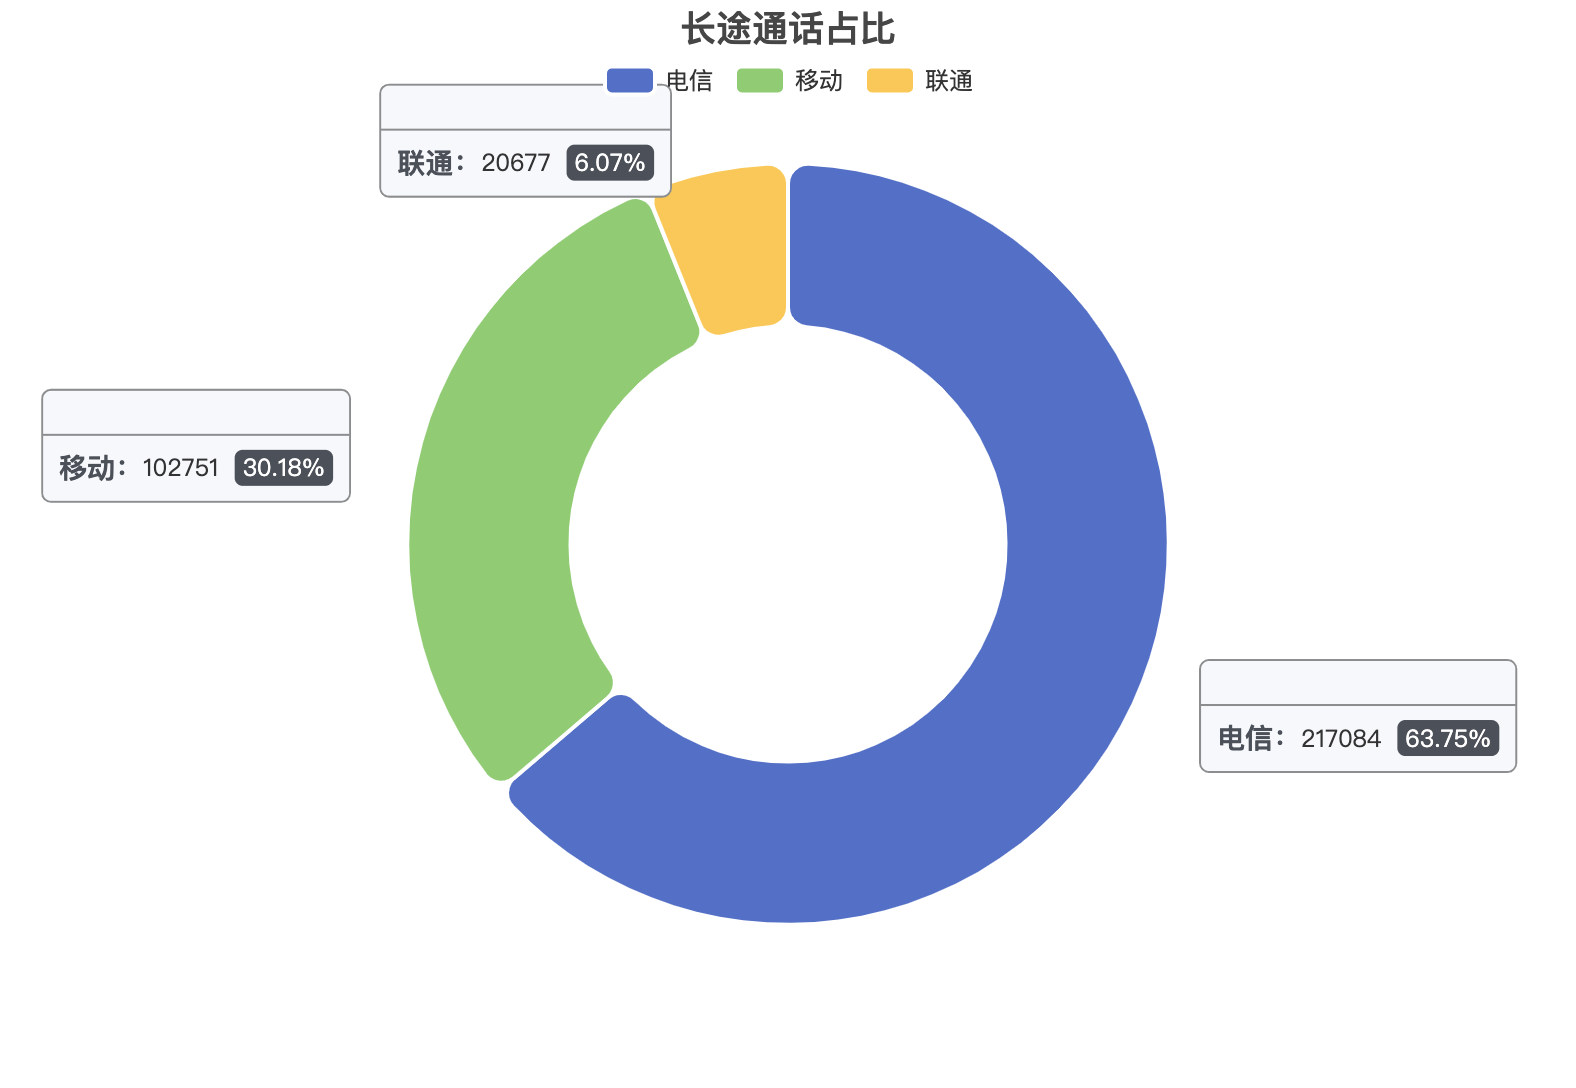 长途通话占比
电信 移动 联通
联通： 20677 6.07%
移动： 102751 30.18%
电信： 217084 63.75%